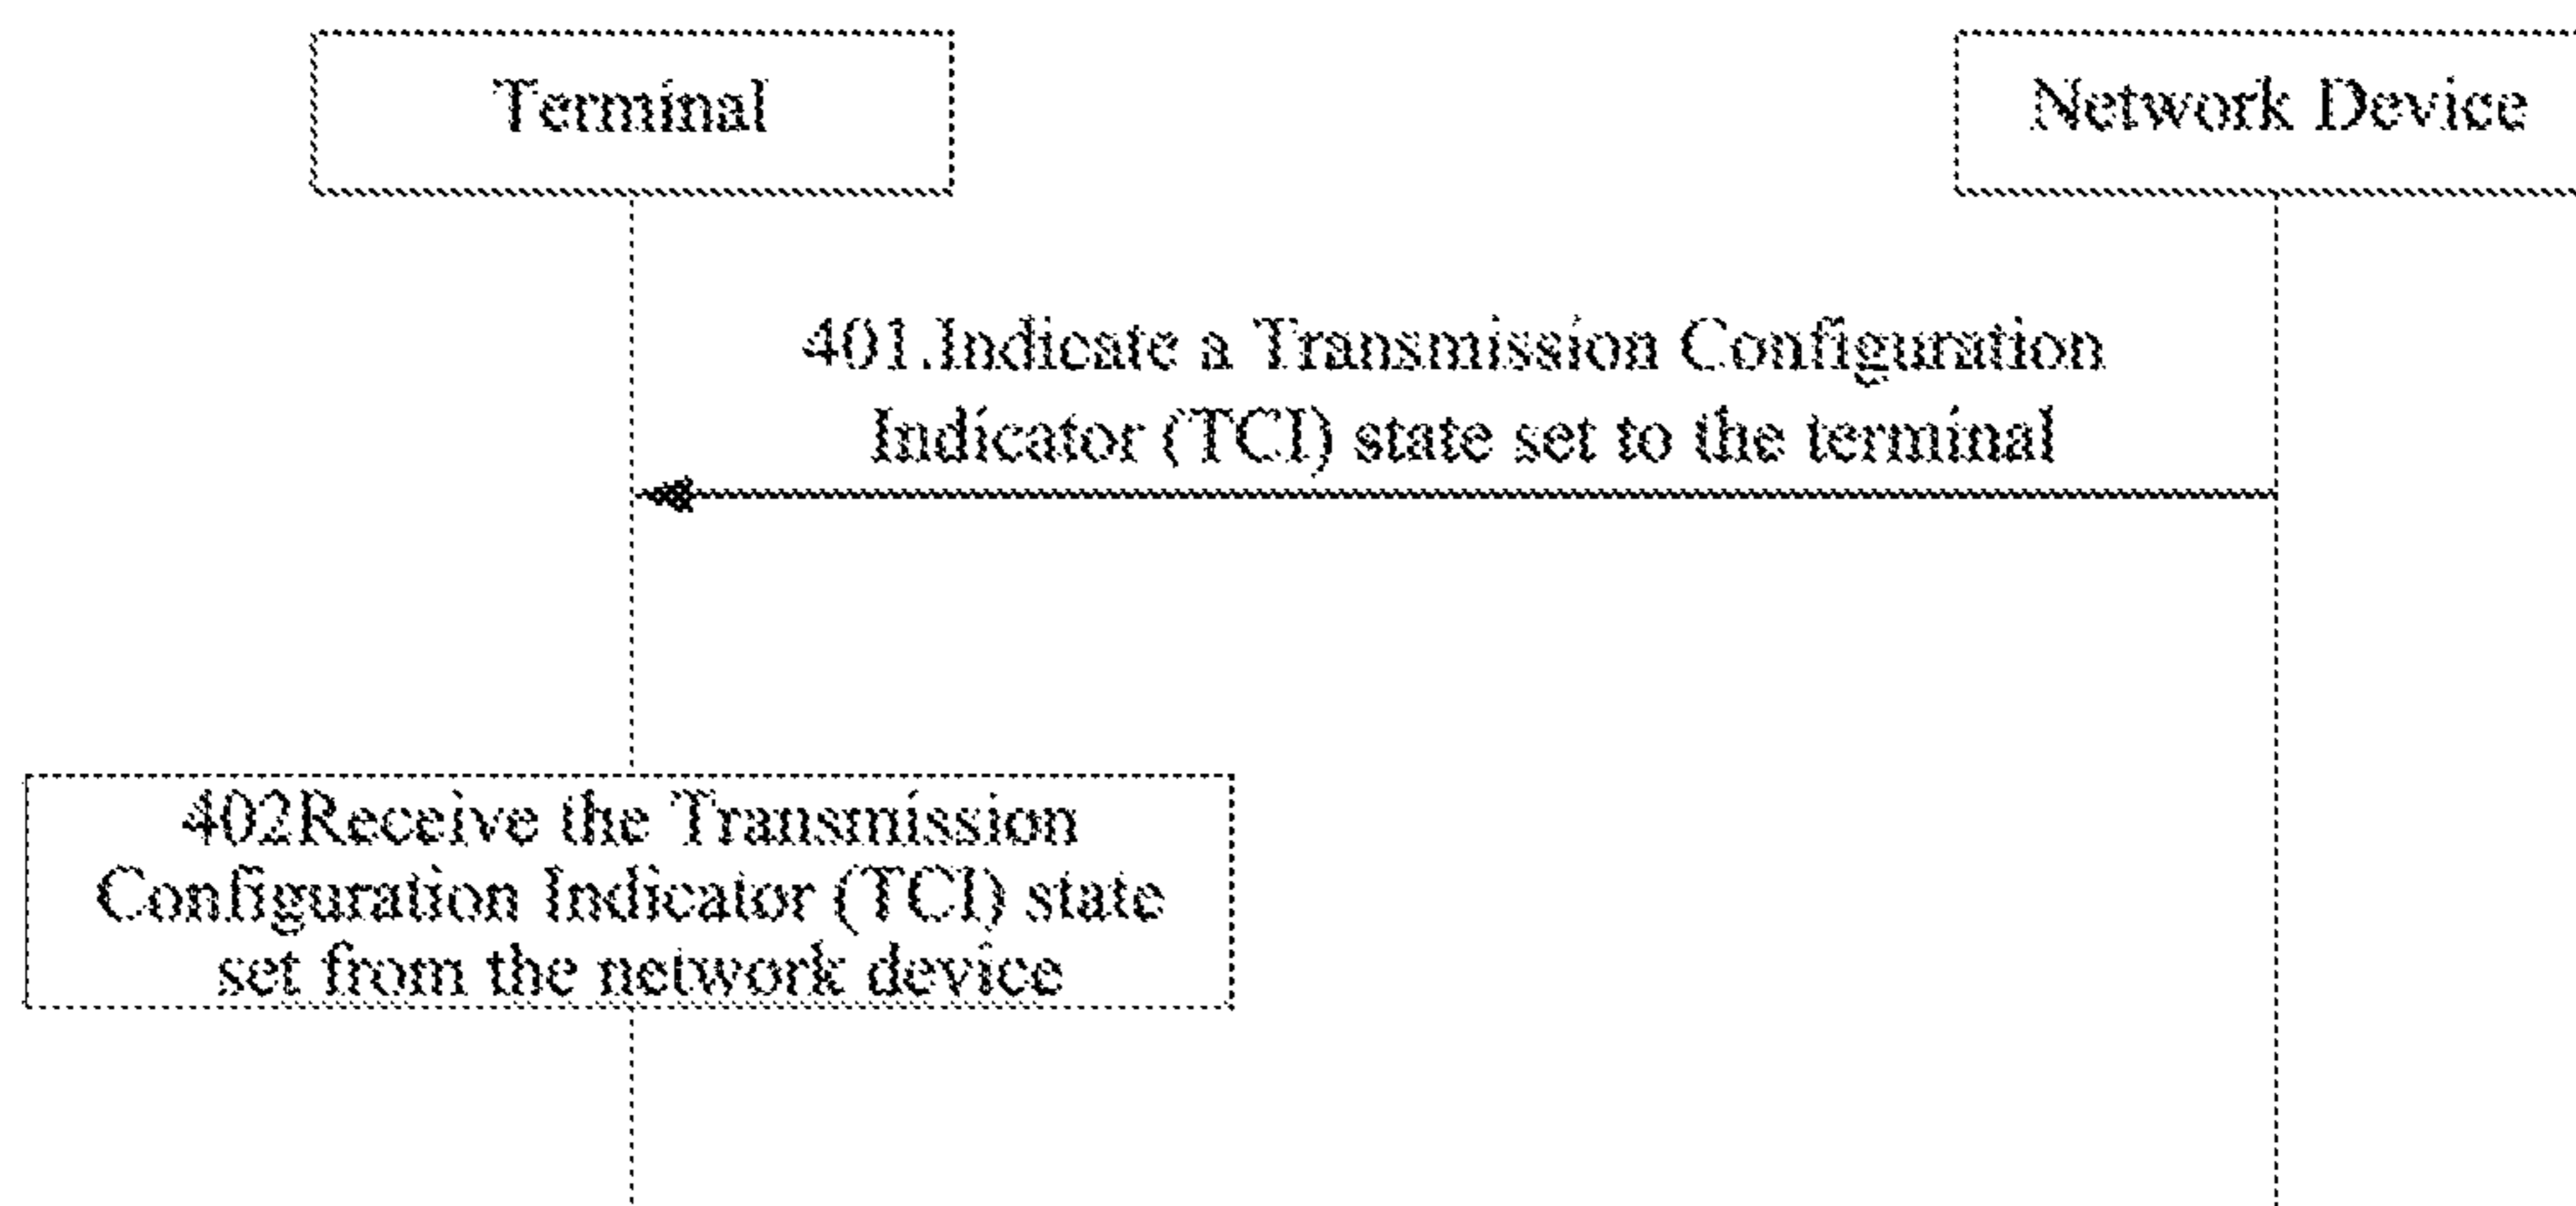 Terminal
Network Device
401.Indicate a Transmission Configuration
Indicator (TCI) state set to the terminal
402Receive the Transmission
Configuration Indicator (TCI) state
set from the network device